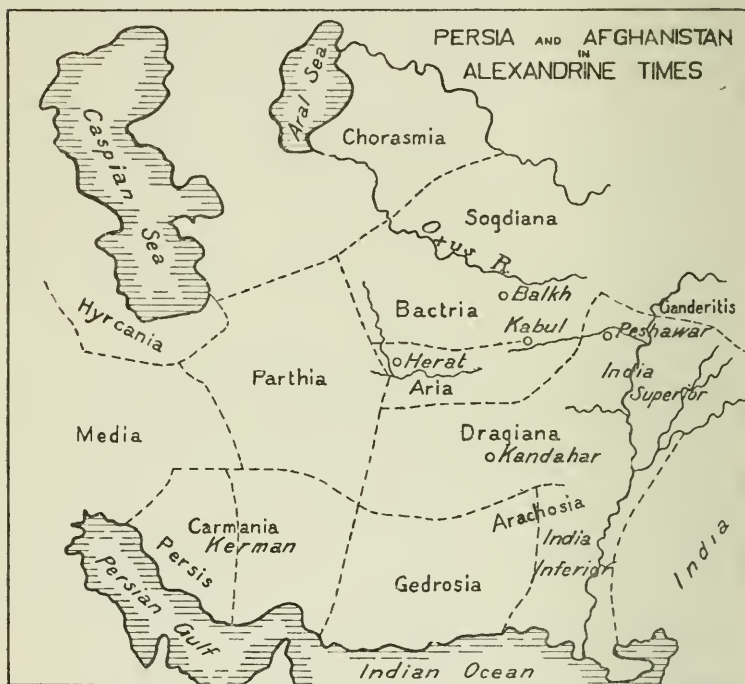 PERSIA AND AFGHANISTAN
IN
ALEXANDRINE TIMES
Aral Sea
Caspian
Sea
Chorasmia
Sogdiana
Oxus R.
Bactria
Balkh
Ganderitis
Hyrcania
Kabul
Peshawar
Herat
Aria
Parthia
India
Superior
Media
Dragiana
Kandahar
Arachosia
Carmania
Kerman
Persis
Persian Gulf
Gedrosia
India
Inferior
India
Indian Ocean